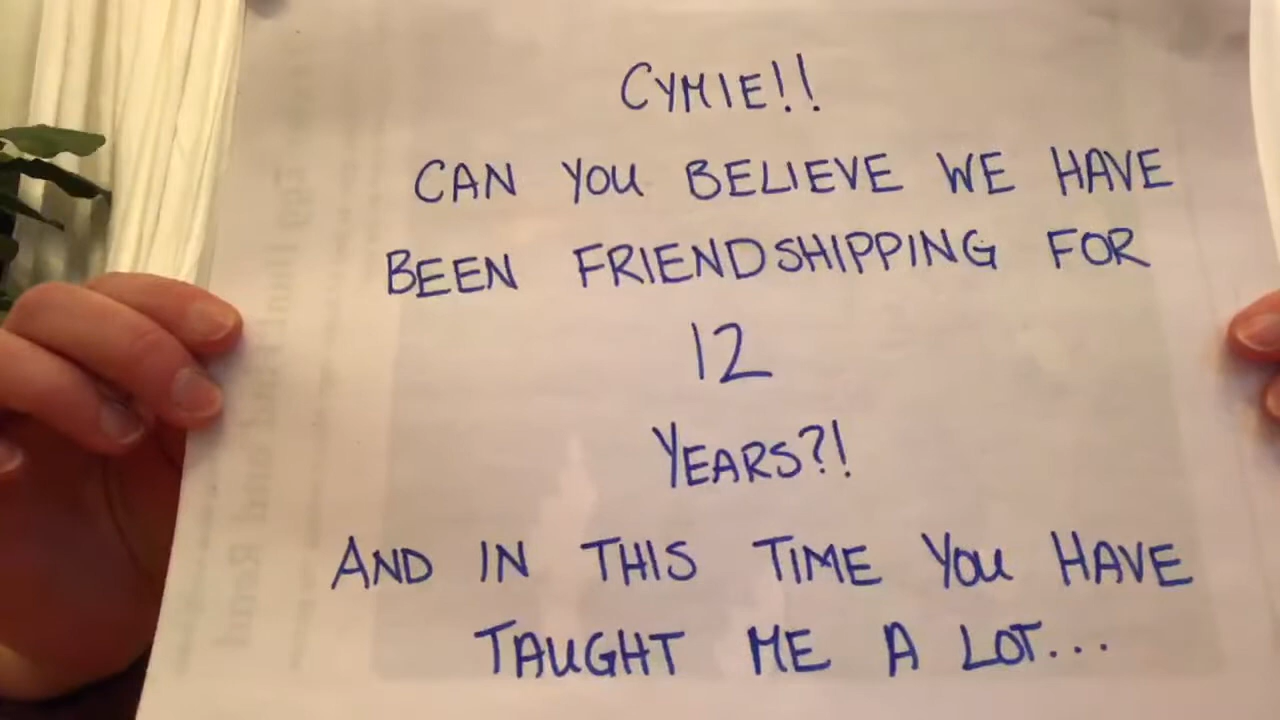 CYMIE!!
CAN YOU BELIEVE WE HAVE
BEEN FRIENDSHIPPING FOR
12
YEARS?!
AND IN THIS TIME YOU HAVE
TAUGHT ME A LOT...